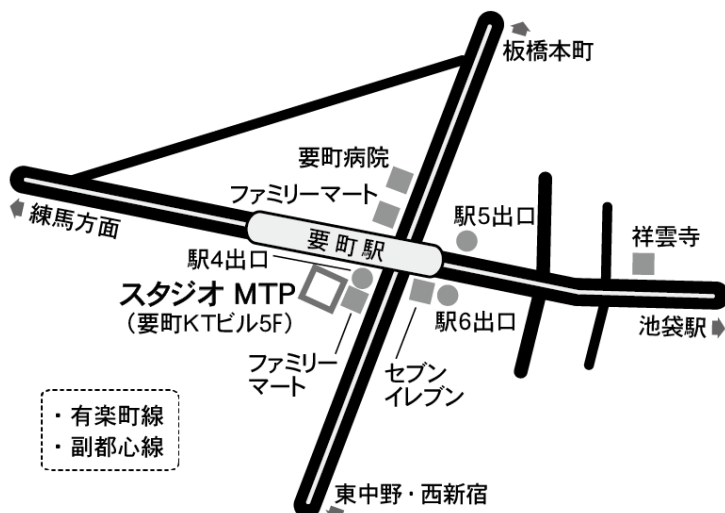 板橋本町
要町病院
ファミリーマート
練馬方面
要町駅
駅5出口
祥雲寺
駅4出口
スタジオ MTP
(要町KTビル5F)
駅6出口
池袋駅
ファミリー
マート
セブン
イレブン
・有楽町線
・副都心線
東中野・西新宿